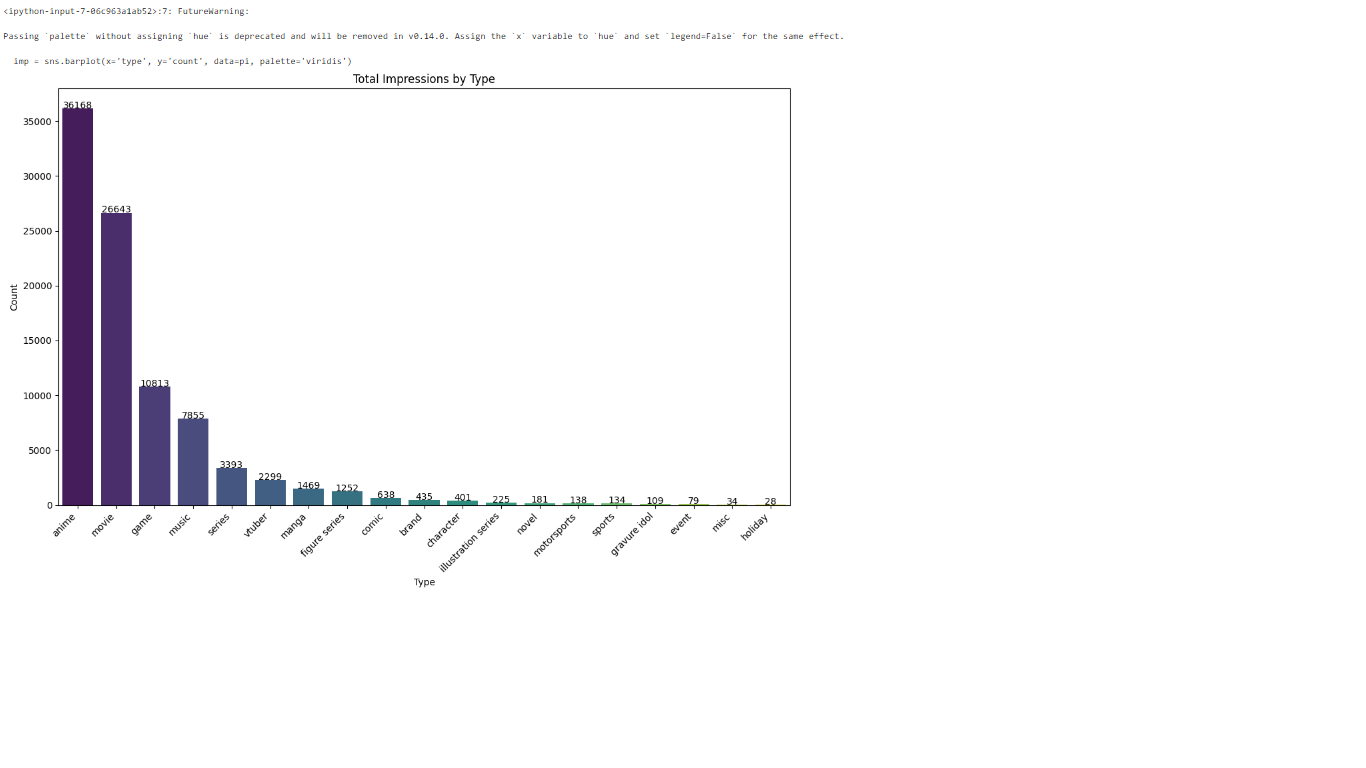 <ipython-input-7-06c963a1ab52>:7: FutureWarning:
Passing `palette` without assigning `hue` is deprecated and will be removed in v0.14.0. Assign the `x` variable to `hue` and set `legend=False` for the same effect.
imp = sns.barplot(x='type', y='count', data=pi, palette='viridis')
Total Impressions by Type
36168
26643
10813
7855
3393
2299
1469
1252
638
435
401
225
181
138
134
109
79
34
28
35000
30000
25000
20000
15000
10000
5000
0
Count
anime
movie
game
music
series
vtuber
manga
figure series
comic
brand
character
illustration series
novel
motorsports
sports
gravure idol
event
misc
holiday
Type